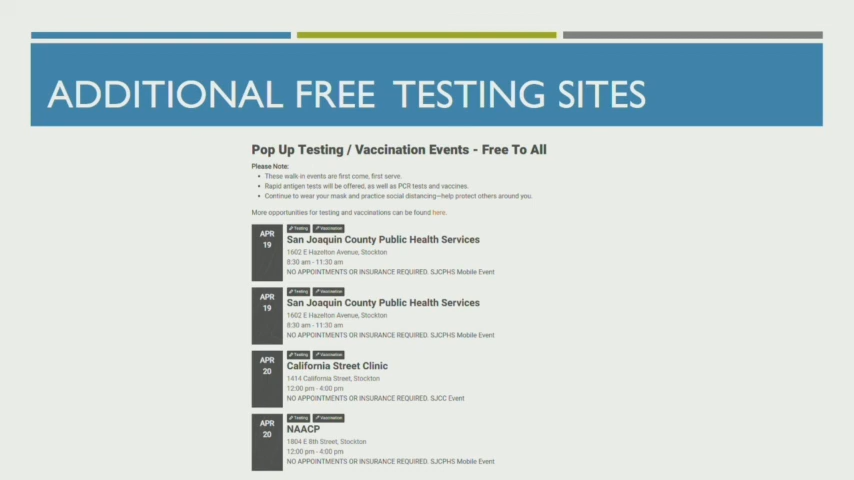 ADDITIONAL FREE TESTING SITES
Pop Up Testing / Vaccination Events - Free To All
Please Note:
• These walk-in events are first come, first serve.
• Rapid antigen tests will be offered, as well as PCR tests and vaccines.
• Continue to wear your mask and practice social distancing—help protect others around you.
More opportunities for testing and vaccinations can be found here.
APR
19
Testing Vaccination
San Joaquin County Public Health Services
1602 E Hazelton Avenue, Stockton
8:30 am - 11:30 am
NO APPOINTMENTS OR INSURANCE REQUIRED. SJCPHS Mobile Event
APR
19
Testing Vaccination
San Joaquin County Public Health Services
1602 E Hazelton Avenue, Stockton
8:30 am - 11:30 am
NO APPOINTMENTS OR INSURANCE REQUIRED. SJCPHS Mobile Event
APR
20
Testing Vaccination
California Street Clinic
1414 California Street, Stockton
12:00 pm - 4:00 pm
NO APPOINTMENTS OR INSURANCE REQUIRED. SJCC Event
APR
20
Testing Vaccination
NAACP
1804 E 8th Street, Stockton
12:00 pm - 4:00 pm
NO APPOINTMENTS OR INSURANCE REQUIRED. SJCPHS Mobile Event